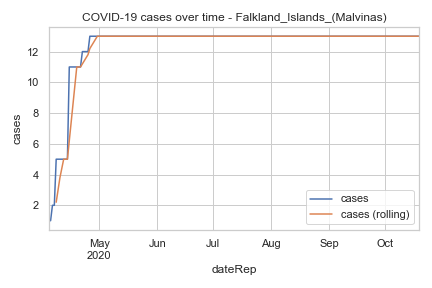 COVID-19 cases over time - Falkland_Islands_(Malvinas)
cases
12
10
8
6
4
2
May
2020
Jun
Jul
Aug
Sep
Oct
dateRep
cases
cases (rolling)